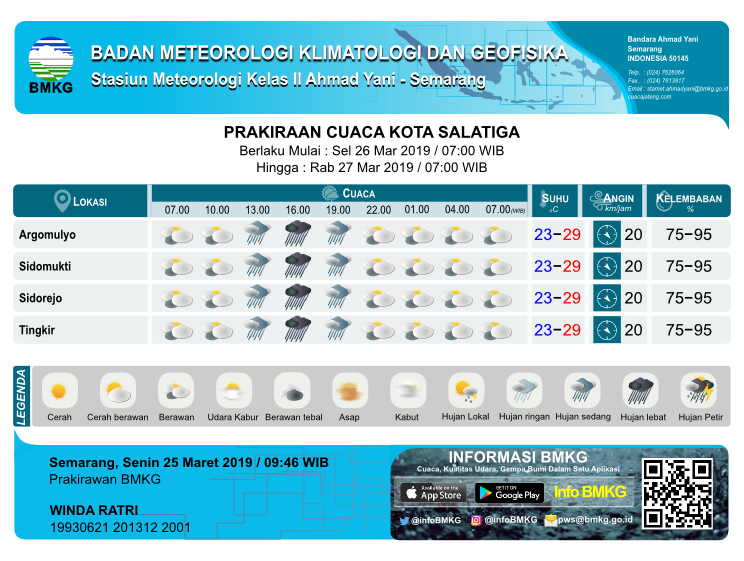 BMKG
BADAN METEOROLOGI KLIMATOLOGI DAN GEOFISIKA
Stasiun Meteorologi Kelas II Ahmad Yani - Semarang
Bandara Ahmad Yani
Semarang
INDONESIA 50145
Telp. : (024) 7626064
Fax. : (024) 7613817
Email : stamet.ahmadyani@bmkg.go.id
cuacajateng.com
PRAKIRAAN CUACA KOTA SALATIGA
Berlaku Mulai : Sel 26 Mar 2019 / 07:00 WIB
Hingga : Rab 27 Mar 2019 / 07:00 WIB
LOKASI CUACA SUHU °C ANGIN km/jam KELEMBABAN %
07.00 10.00 13.00 16.00 19.00 22.00 01.00 04.00 07.00 (WIB)
Argomulyo 23-29 20 75-95
Sidomukti 23-29 20 75-95
Sidorejo 23-29 20 75-95
Tingkir 23-29 20 75-95
LEGENDA
Cerah Cerah berawan Berawan Udara Kabur Berawan tebal Asap Kabut Hujan Lokal Hujan ringan Hujan sedang Hujan lebat Hujan Petir
Semarang, Senin 25 Maret 2019 / 09:46 WIB
Prakirawan BMKG
WINDA RATRI
19930621 201312 2001
INFORMASI BMKG
Cuaca, Kualitas Udara, Gempa Bumi Dalam Satu Aplikasi
Available on the App Store GET IT ON Google Play Info BMKG
@infoBMKG @infoBMKG pws@bmkg.go.id